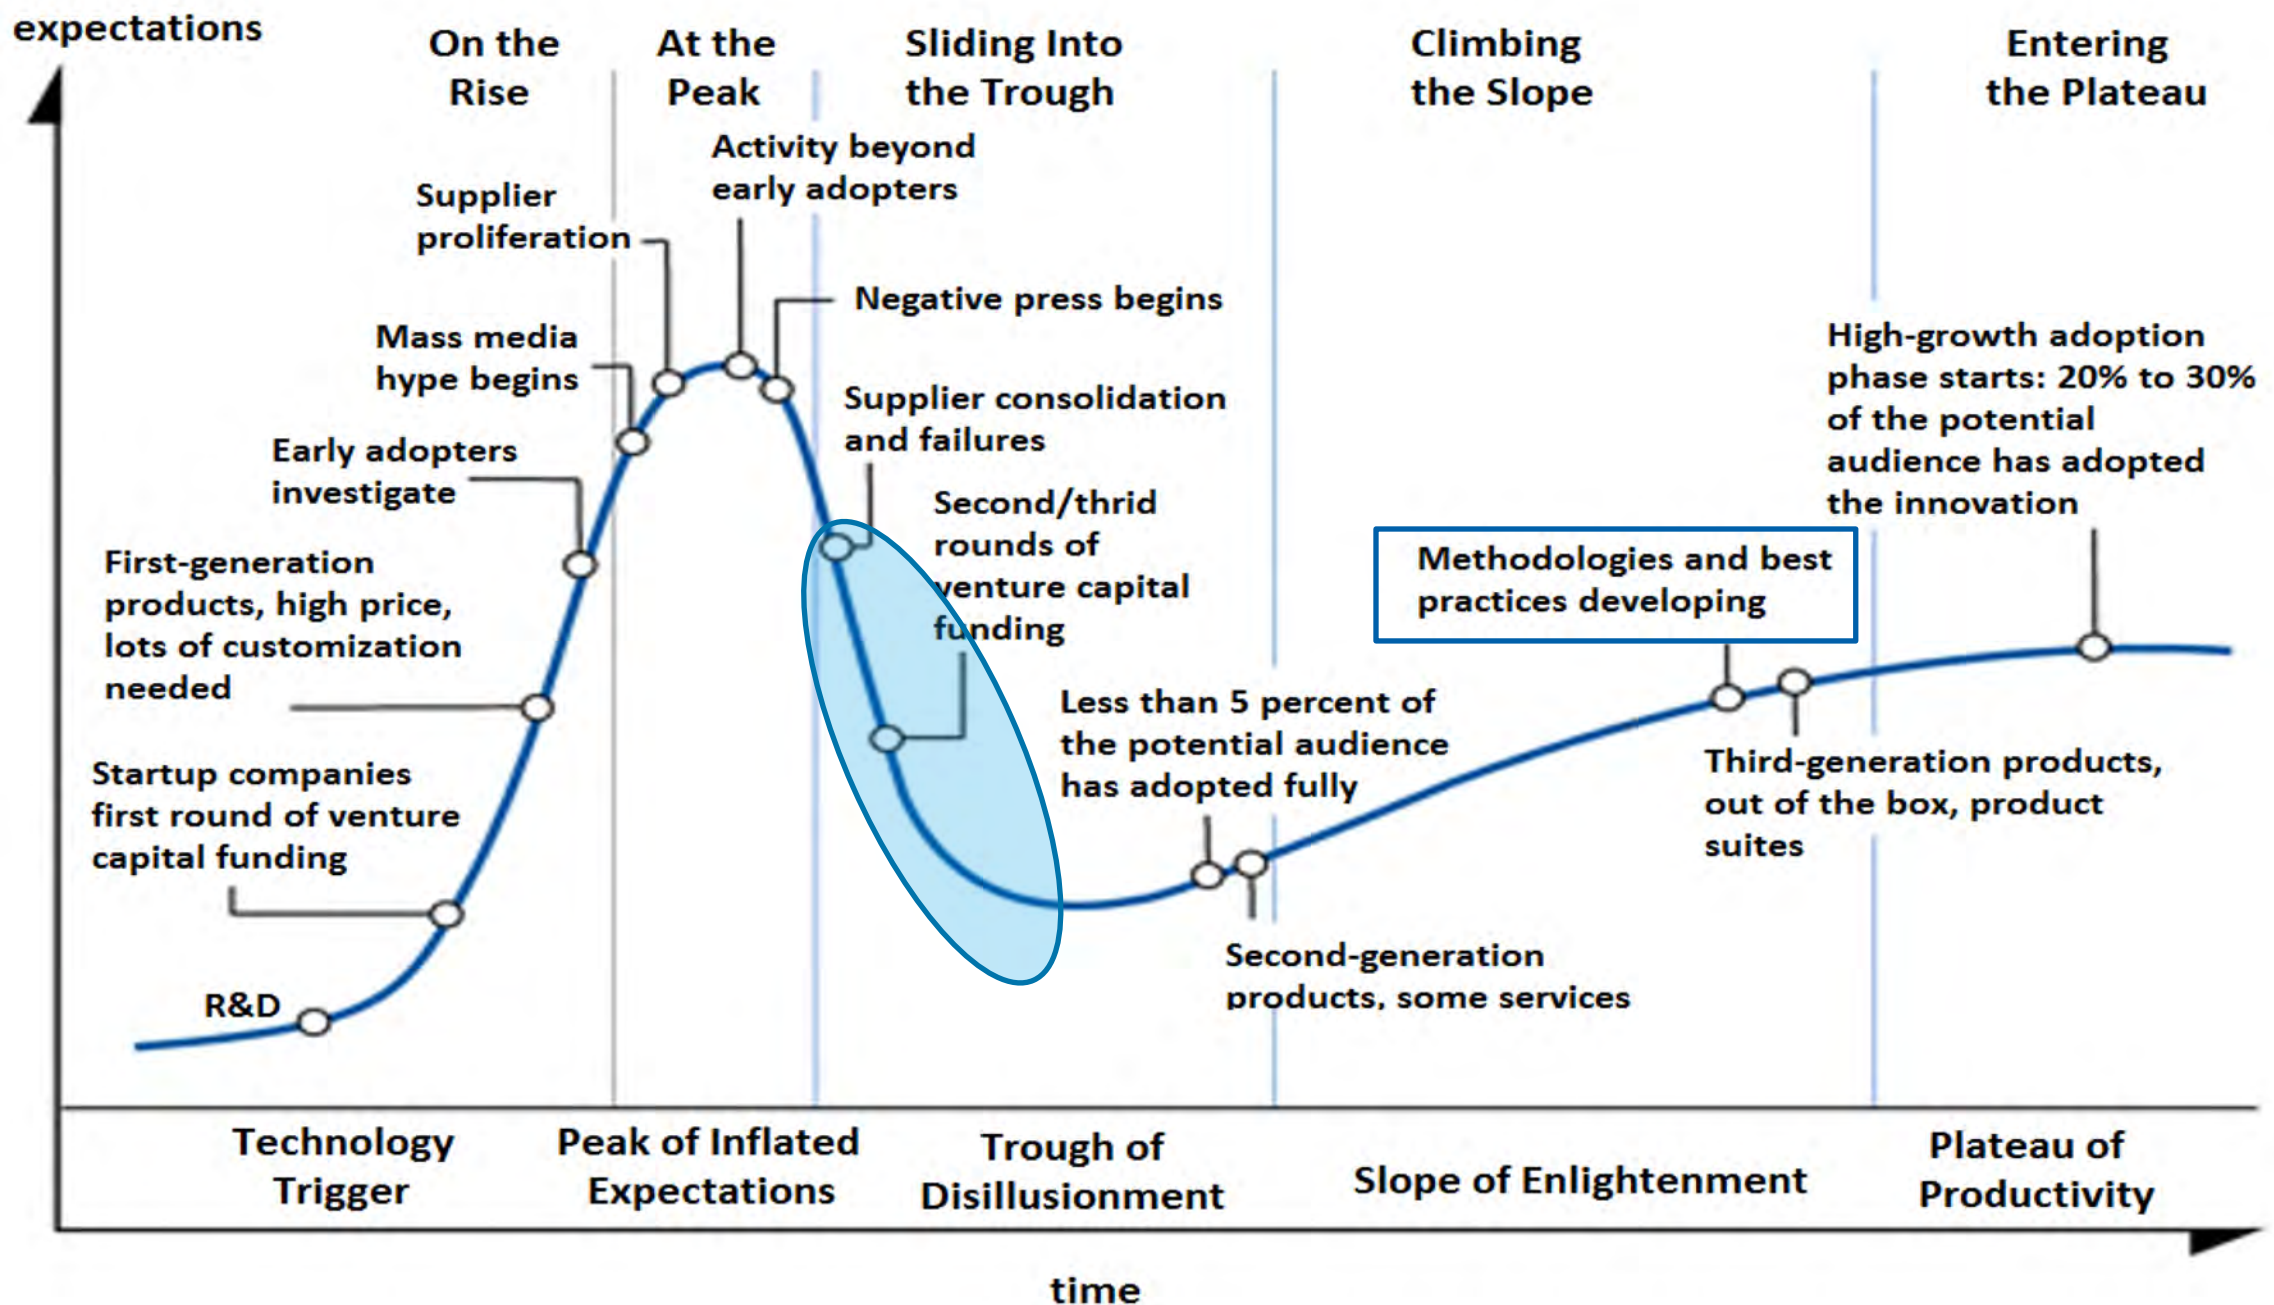 expectations
On the
Rise
At the
Peak
Sliding Into
the Trough
Climbing
the Slope
Entering
the Plateau
Activity beyond
early adopters
Supplier
proliferation
Negative press begins
Mass media
hype begins
Supplier consolidation
and failures
Early adopters
investigate
Second/thrid
rounds of
venture capital
funding
High-growth adoption
phase starts: 20% to 30%
of the potential
audience has adopted
the innovation
First-generation
products, high price,
lots of customization
needed
Methodologies and best
practices developing
Less than 5 percent of
the potential audience
has adopted fully
Startup companies
first round of venture
capital funding
Third-generation products,
out of the box, product
suites
Second-generation
products, some services
R&D
Technology
Trigger
Peak of Inflated
Expectations
Trough of
Disillusionment
Slope of Enlightenment
Plateau of
Productivity
time